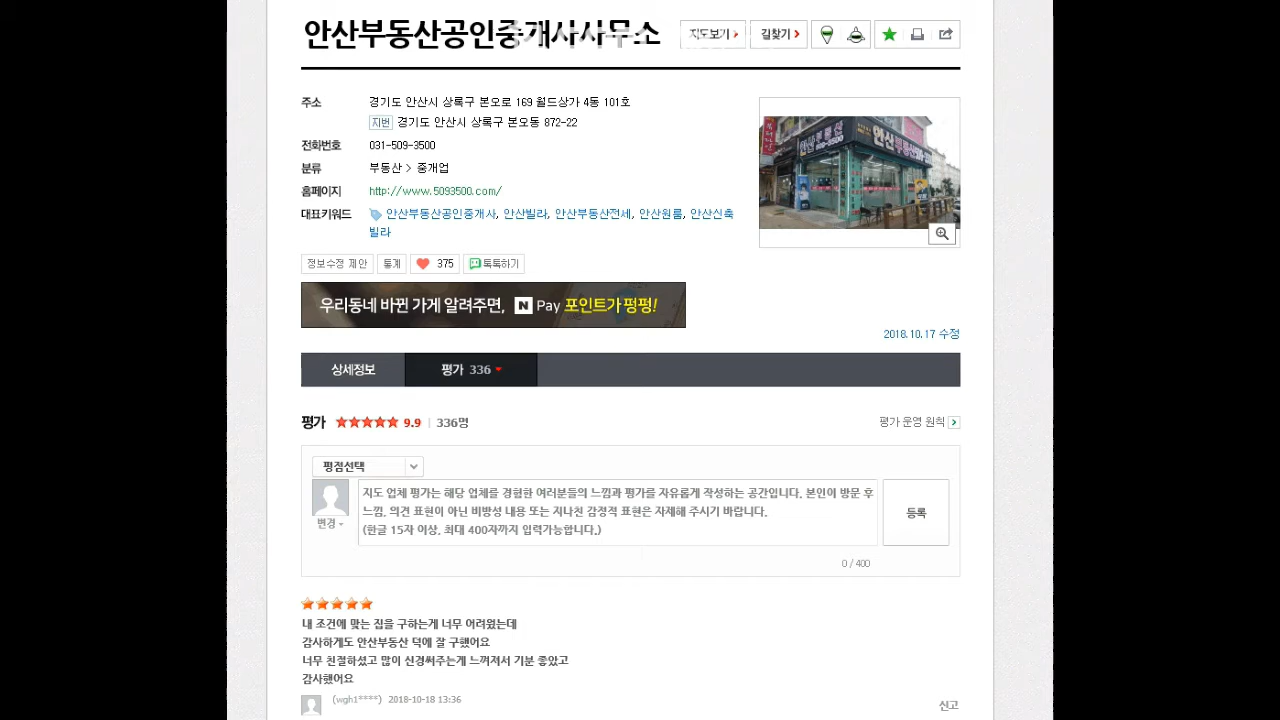 안산부동산공인중개사사무소
지도보기
길찾기
주소 경기도 안산시 상록구 본오로 169 월드상가 4동 101호
지번 경기도 안산시 상록구 본오동 872-22
전화번호 031-509-3500
분류 부동산 > 중개업
홈페이지 http://www.5093500.com/
대표키워드 안산부동산공인중개사, 안산빌라, 안산부동산전세, 안산원룸, 안산신축
빌라
안산부동산
정보수정 제안 통계 375 톡톡하기
우리동네 바뀐 가게 알려주면, N Pay 포인트가 펑펑!
2018.10.17 수정
상세정보 평가 336
평가 9.9 336명
평가 운영 원칙
평점선택
지도 업체 평가는 해당 업체를 경험한 여러분들의 느낌과 평가를 자유롭게 작성하는 공간입니다. 본인이 방문 후
느낌, 의견 표현이 아닌 비방성 내용 또는 지나친 감정적 표현은 자제해 주시기 바랍니다.
(한글 15자 이상, 최대 400자까지 입력가능합니다.)
변경
등록
0 / 400
내 조건에 맞는 집을 구하는게 너무 어려웠는데
감사하게도 안산부동산 덕에 잘 구했어요
너무 친절하셨고 많이 신경써주는게 느껴져서 기분 좋았고
감사했어요
(wgh1****) 2018-10-18 13:36
신고